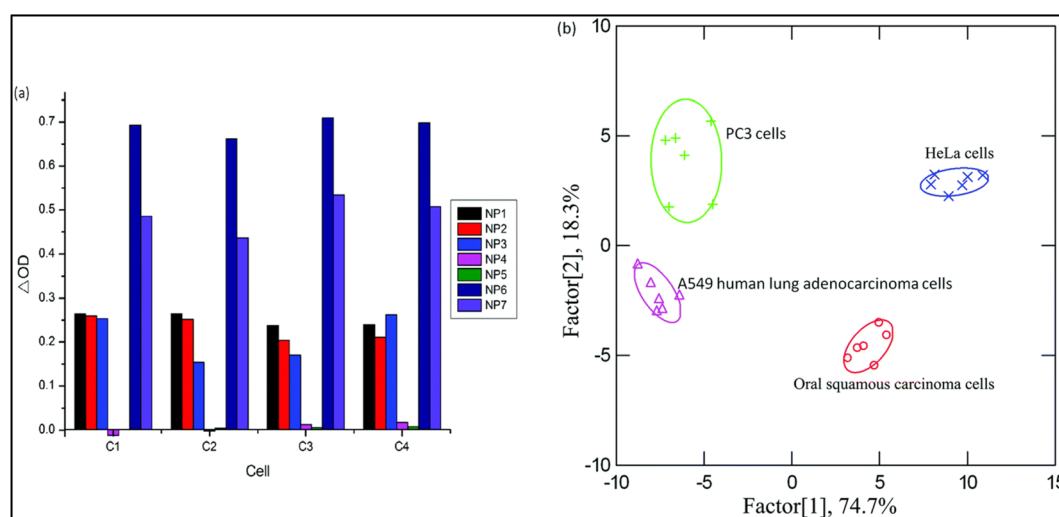 (a)
△OD
0.7
0.6
0.5
0.4
0.3
0.2
0.1
0.0
C1 C2 C3 C4
Cell
NP1
NP2
NP3
NP4
NP5
NP6
NP7
(b)
10
5
0
-5
-10
Factor[2], 18.3%
PC3 cells
HeLa cells
A549 human lung adenocarcinoma cells
Oral squamous carcinoma cells
-10 -5 0 5 10 15
Factor[1], 74.7%